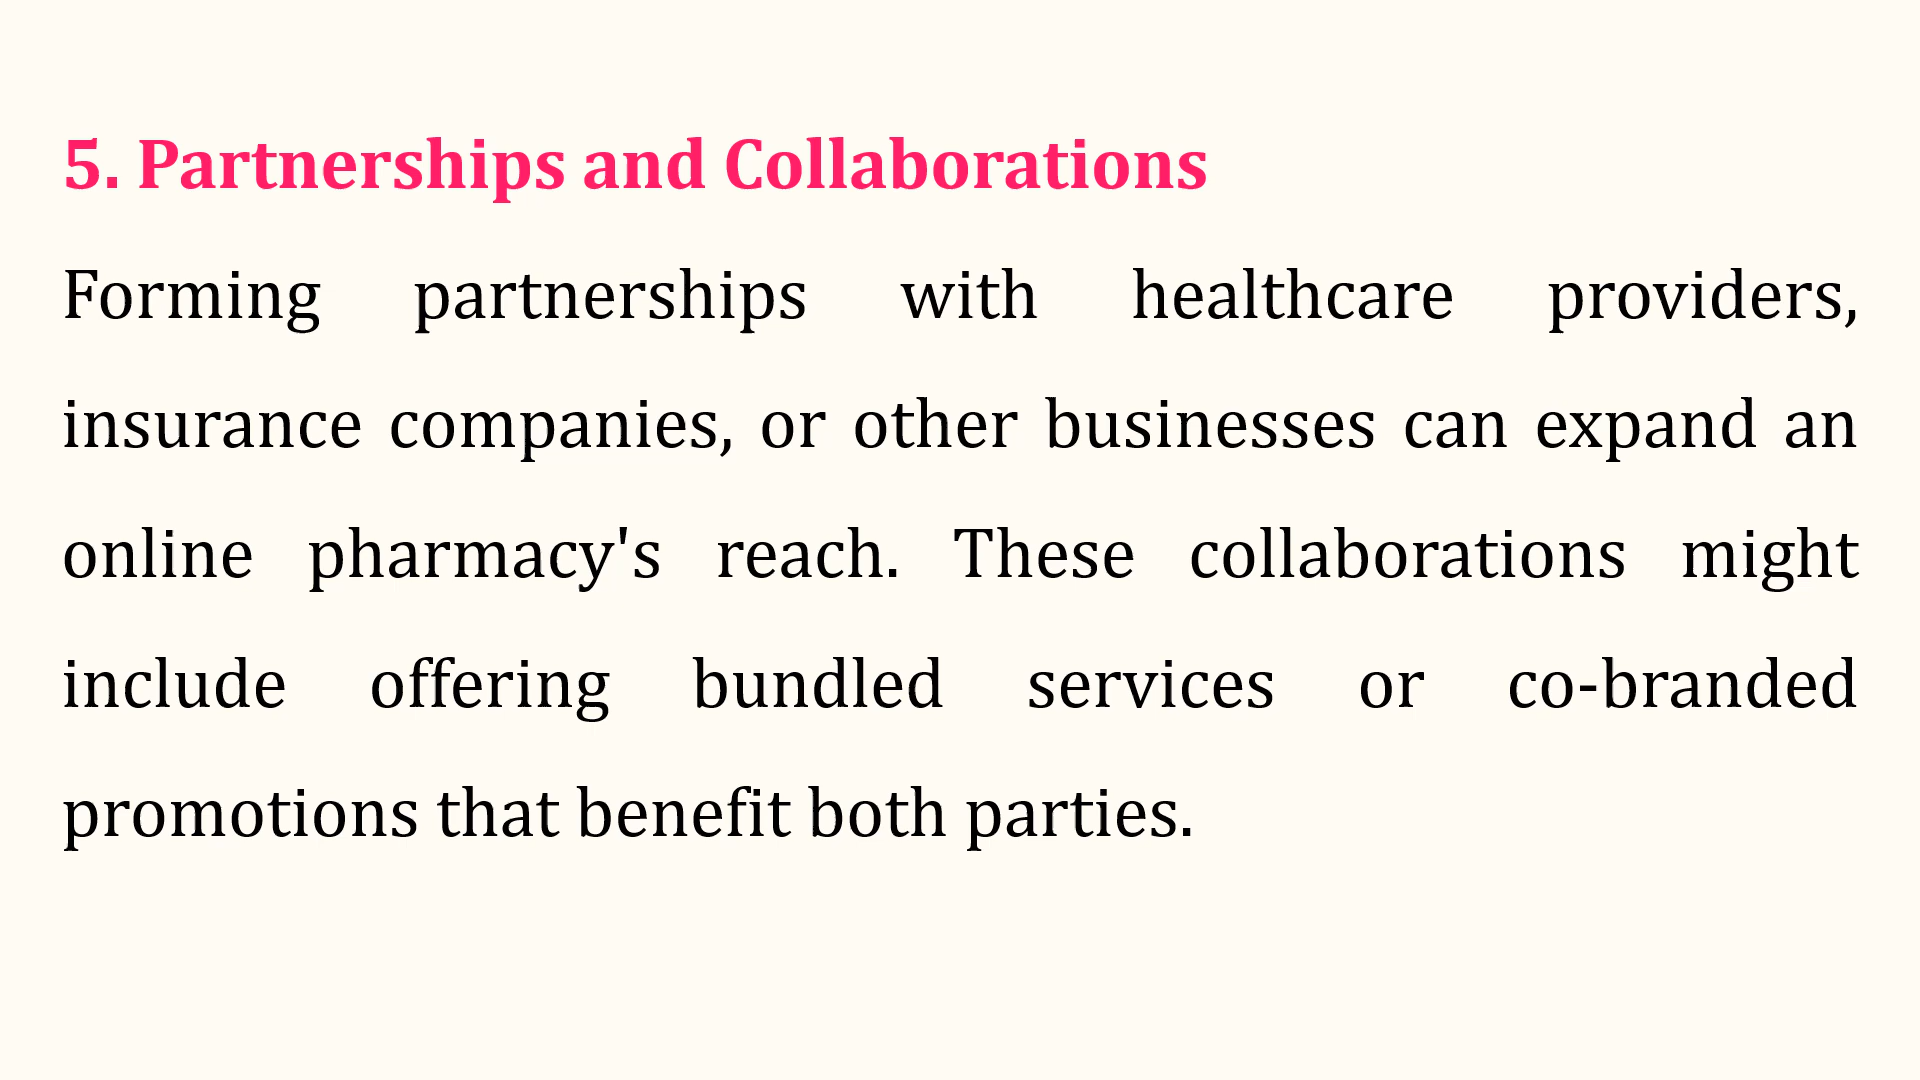 5. Partnerships and Collaborations
Forming partnerships with healthcare providers,
insurance companies, or other businesses can expand an
online pharmacy's reach. These collaborations might
include offering bundled services or co-branded
promotions that benefit both parties.